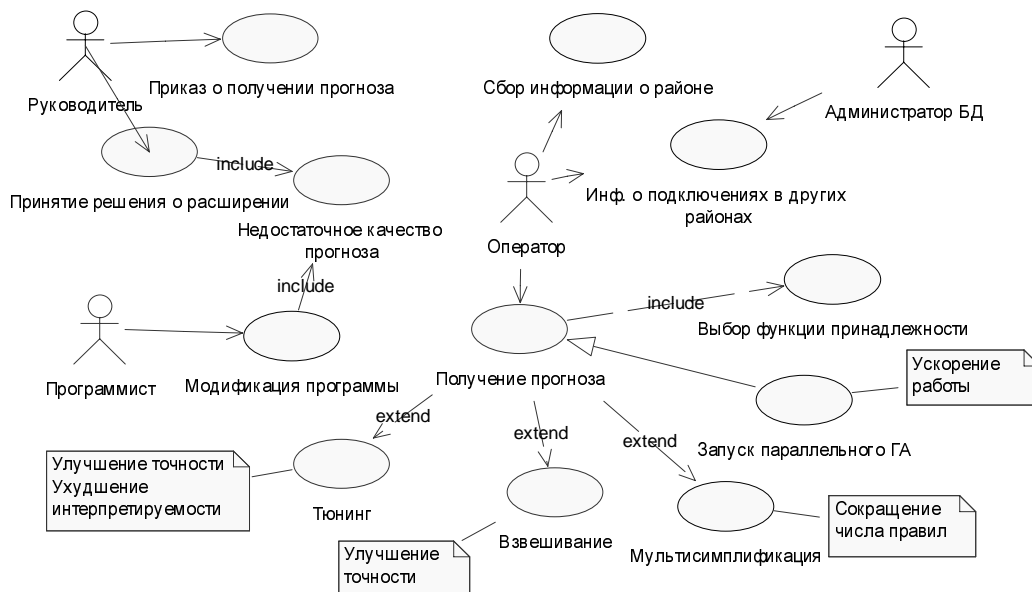 Приказ о получении прогноза
Сбор информации о районе
Руководитель
Администратор БД
include
Принятие решения о расширении
Инф. о подключениях в других
районах
Недостаточное качество
прогноза
Оператор
include
include
Выбор функции принадлежности
Программист
Модификация программы
Получение прогноза
Ускорение
работы
extend
extend
extend
Запуск параллельного ГА
Улучшение точности
Ухудшение
интерпретируемости
Тюнинг
Сокращение
числа правил
Взвешивание
Мультисимплификация
Улучшение
точности